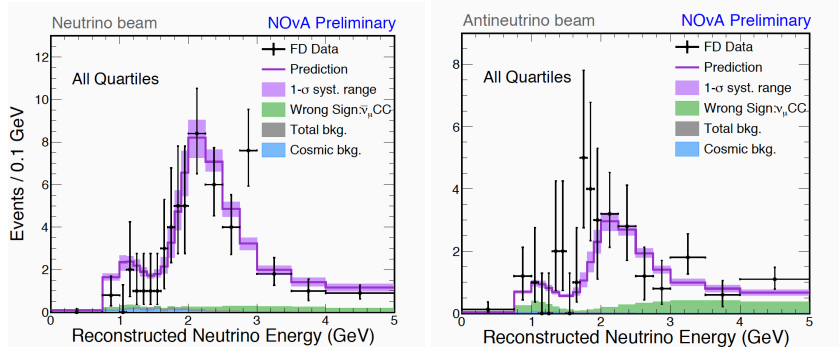 Neutrino beam NOvA Preliminary
12
10
8
6
4
2
0
Events / 0.1 GeV
All Quartiles
FD Data
Prediction
1-σ syst. range
Wrong Sign:ν̄μCC
Total bkg.
Cosmic bkg.
0 1 2 3 4 5
Reconstructed Neutrino Energy (GeV)
Antineutrino beam NOvA Preliminary
8
6
4
2
0
All Quartiles
FD Data
Prediction
1-σ syst. range
Wrong Sign:νμCC
Total bkg.
Cosmic bkg.
0 1 2 3 4 5
Reconstructed Neutrino Energy (GeV)